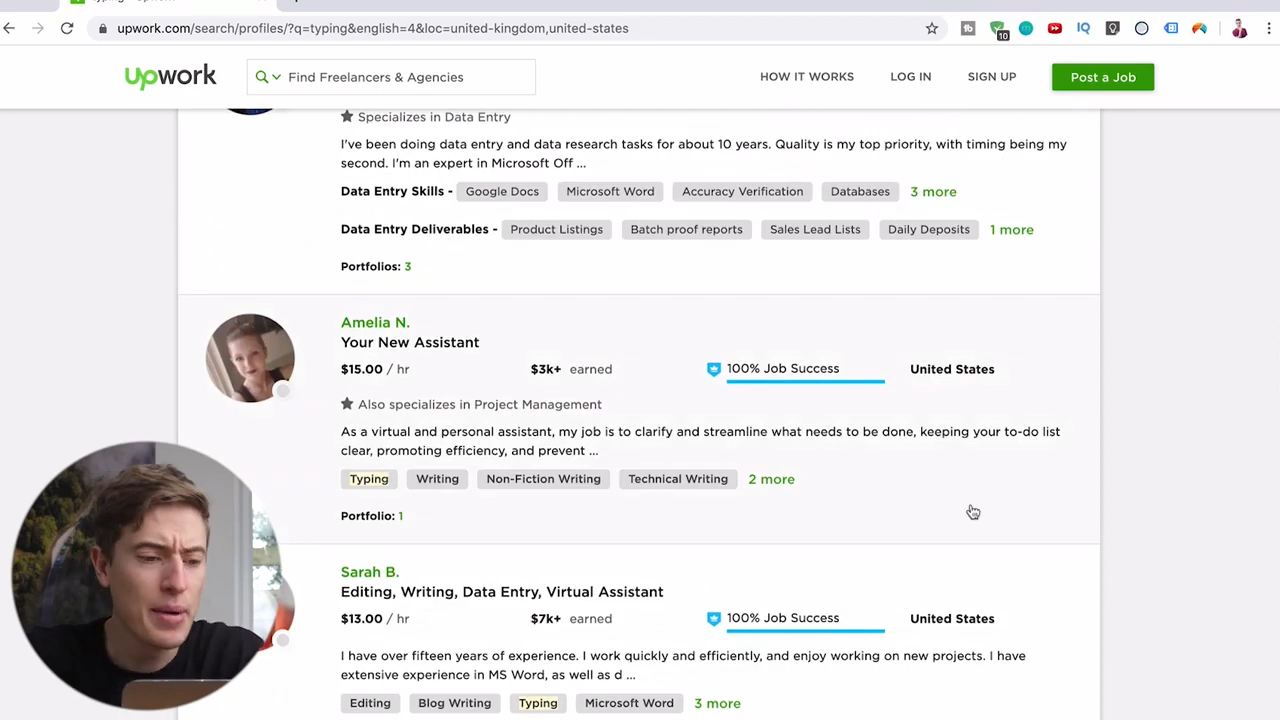 upwork.com/search/profiles/?q=typing&english=4&loc=united-kingdom,united-states
10
IQ
upwork
Find Freelancers & Agencies
HOW IT WORKS
LOG IN
SIGN UP
Post a Job
Specializes in Data Entry
I've been doing data entry and data research tasks for about 10 years. Quality is my top priority, with timing being my
second. I'm an expert in Microsoft Off ...
Data Entry Skills - Google Docs Microsoft Word Accuracy Verification Databases 3 more
Data Entry Deliverables - Product Listings Batch proof reports Sales Lead Lists Daily Deposits 1 more
Portfolios: 3
Amelia N.
Your New Assistant
$15.00 / hr $3k+ earned 100% Job Success United States
Also specializes in Project Management
As a virtual and personal assistant, my job is to clarify and streamline what needs to be done, keeping your to-do list
clear, promoting efficiency, and prevent ...
Typing Writing Non-Fiction Writing Technical Writing 2 more
Portfolio: 1
Sarah B.
Editing, Writing, Data Entry, Virtual Assistant
$13.00 / hr $7k+ earned 100% Job Success United States
I have over fifteen years of experience. I work quickly and efficiently, and enjoy working on new projects. I have
extensive experience in MS Word, as well as d ...
Editing Blog Writing Typing Microsoft Word 3 more